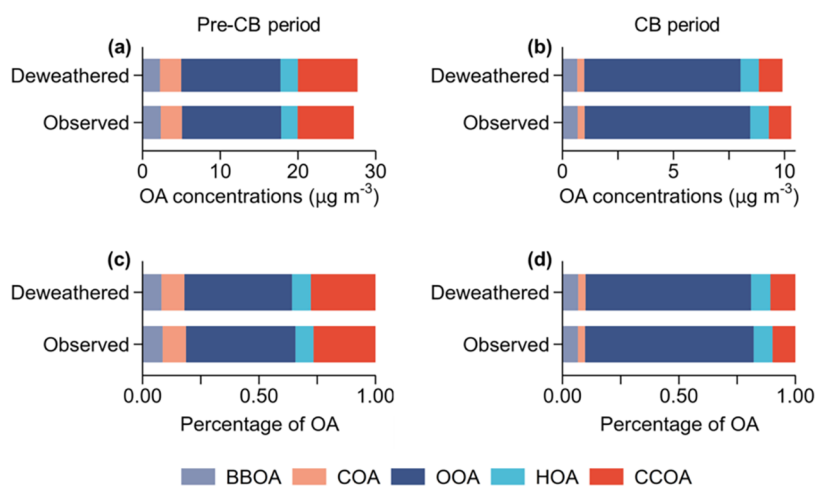 Pre-CB period
CB period
(a)
Deweathered
Observed
0 10 20 30
OA concentrations (µg m⁻³)
(b)
Deweathered
Observed
0 5 10
OA concentrations (µg m⁻³)
(c)
Deweathered
Observed
0.00 0.50 1.00
Percentage of OA
(d)
Deweathered
Observed
0.00 0.50 1.00
Percentage of OA
BBOA COA OOA HOA CCOA